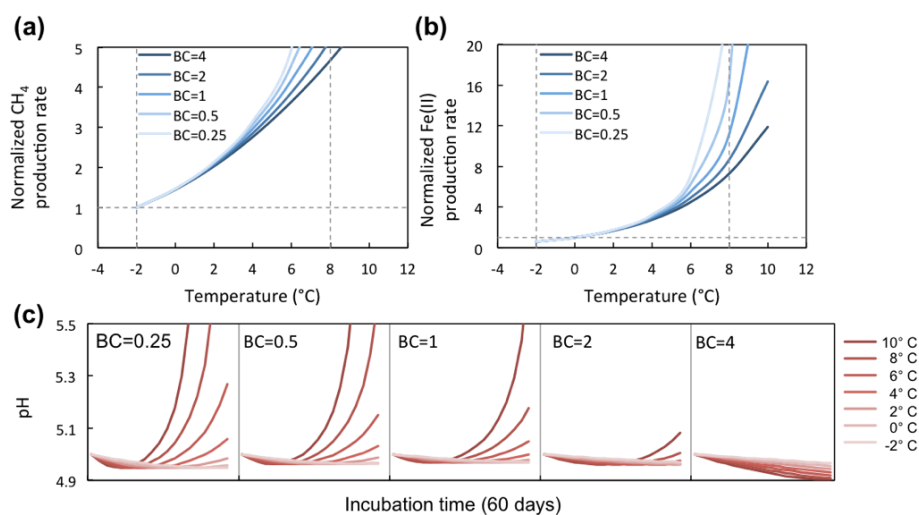 (a)
5
4
3
2
1
0
-4 -2 0 2 4 6 8 10 12
Normalized CH4
production rate
Temperature (°C)
BC=4
BC=2
BC=1
BC=0.5
BC=0.25
(b)
20
16
12
8
4
0
-4 -2 0 2 4 6 8 10 12
Normalized Fe(II)
production rate
Temperature (°C)
BC=4
BC=2
BC=1
BC=0.5
BC=0.25
(c)
5.5
5.3
5.1
4.9
pH
BC=0.25 BC=0.5 BC=1 BC=2 BC=4
Incubation time (60 days)
10° C
8° C
6° C
4° C
2° C
0° C
-2° C